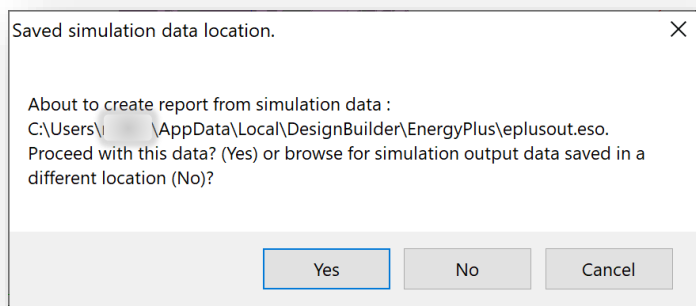 Saved simulation data location.
About to create report from simulation data :
C:\Users\ \AppData\Local\DesignBuilder\EnergyPlus\eplusout.eso.
Proceed with this data? (Yes) or browse for simulation output data saved in a
different location (No)?
Yes
No
Cancel